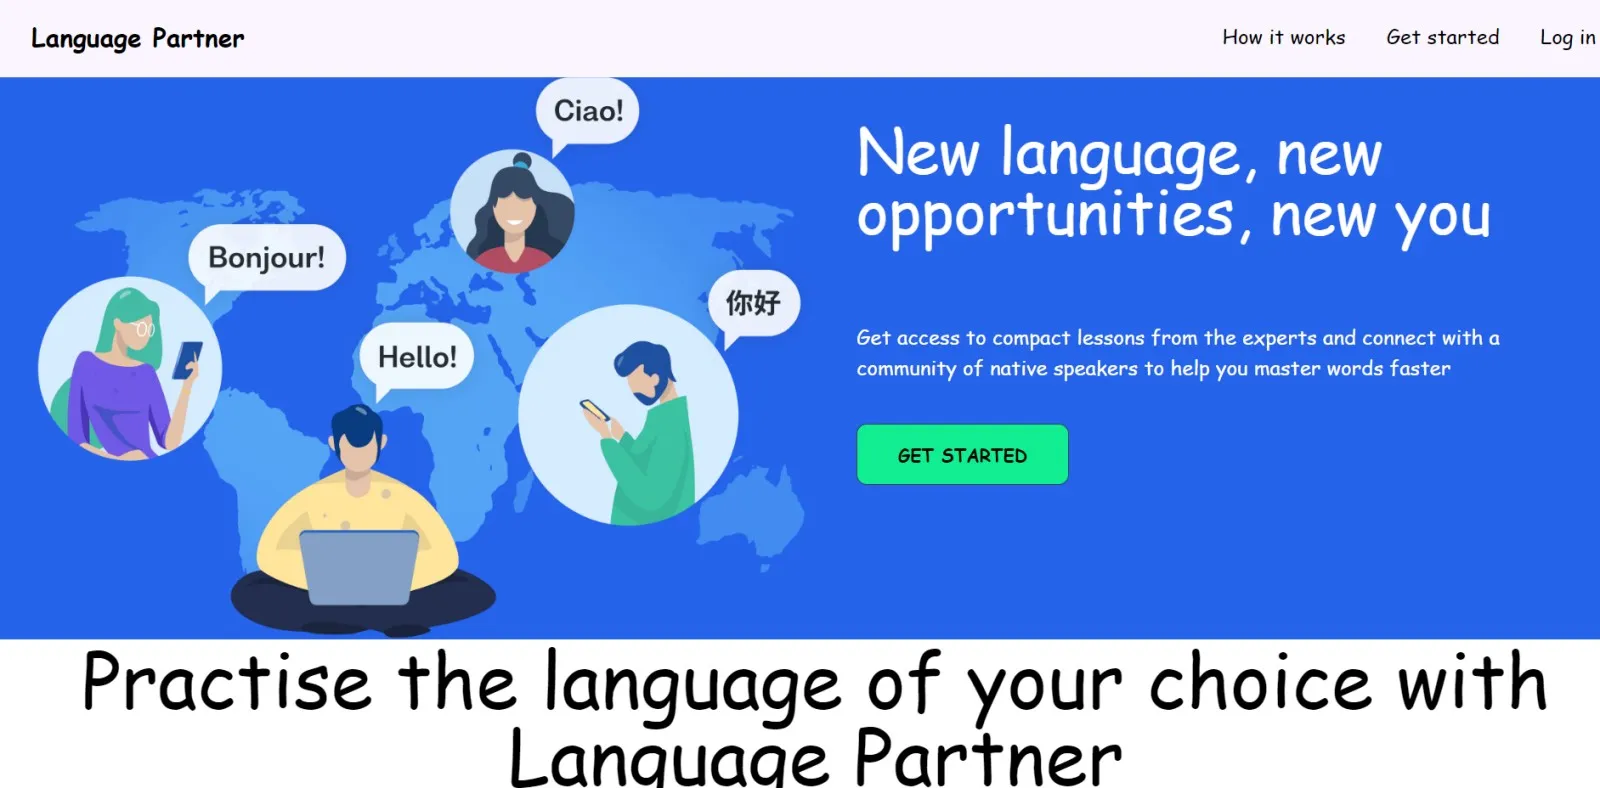 Language Partner
How it works
Get started
Log in
Ciao!
Bonjour!
你好
Hello!
New language, new
opportunities, new you
Get access to compact lessons from the experts and connect with a
community of native speakers to help you master words faster
GET STARTED
Practise the language of your choice with
Language Partner